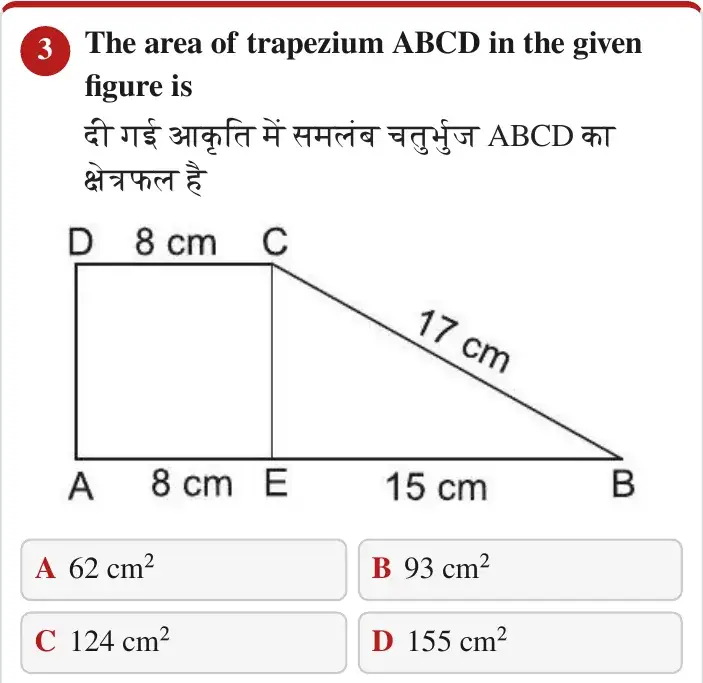 3 The area of trapezium ABCD in the given
figure is
दी गई आकृति में समलंब चतुर्भुज ABCD का
क्षेत्रफल है
D 8 cm C
17 cm
A 8 cm E 15 cm B
A 62 cm² B 93 cm²
C 124 cm² D 155 cm²